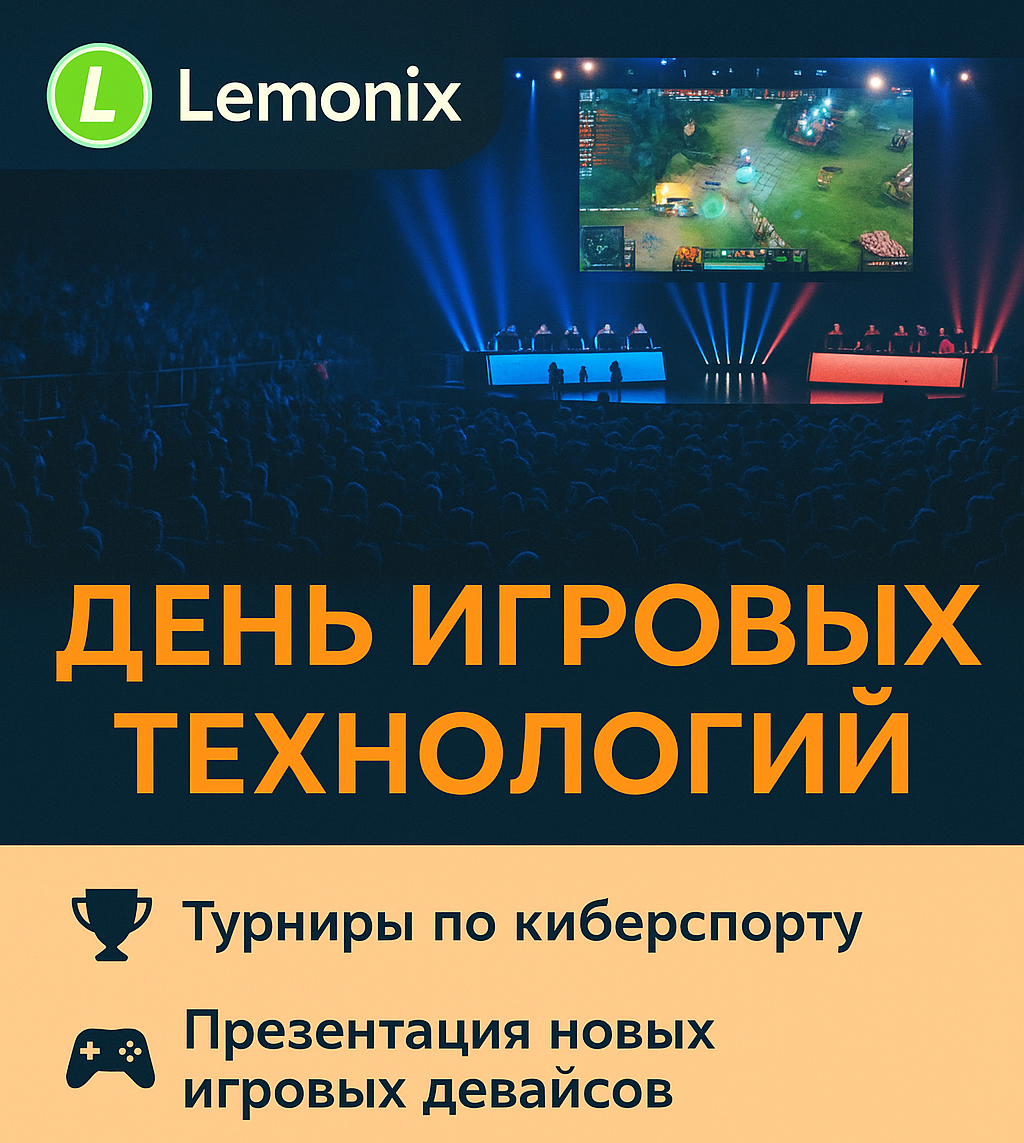 L Lemonix
ДЕНЬ ИГРОВЫХ
ТЕХНОЛОГИЙ
Турниры по киберспорту
Презентация новых
игровых девайсов